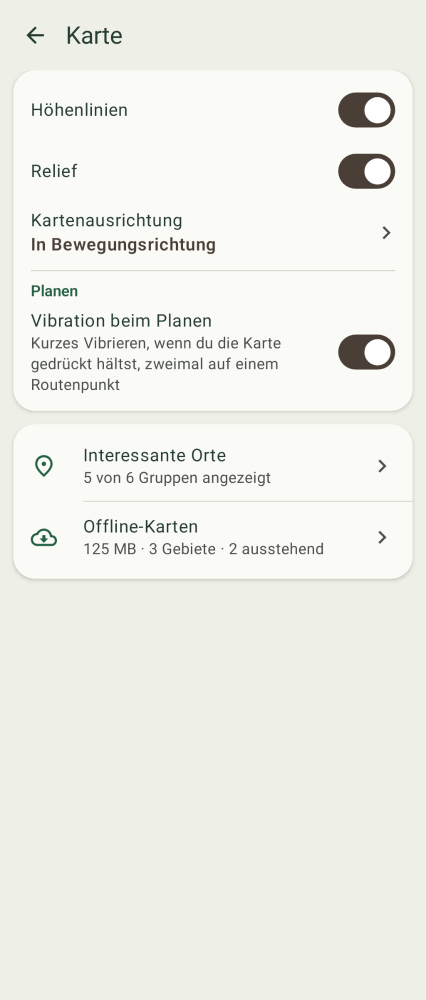 Karte
Höhenlinien
Relief
Kartenausrichtung
In Bewegungsrichtung
Planen
Vibration beim Planen
Kurzes Vibrieren, wenn du die Karte
gedrückt hältst, zweimal auf einem
Routenpunkt
Interessante Orte
5 von 6 Gruppen angezeigt
Offline-Karten
125 MB · 3 Gebiete · 2 ausstehend